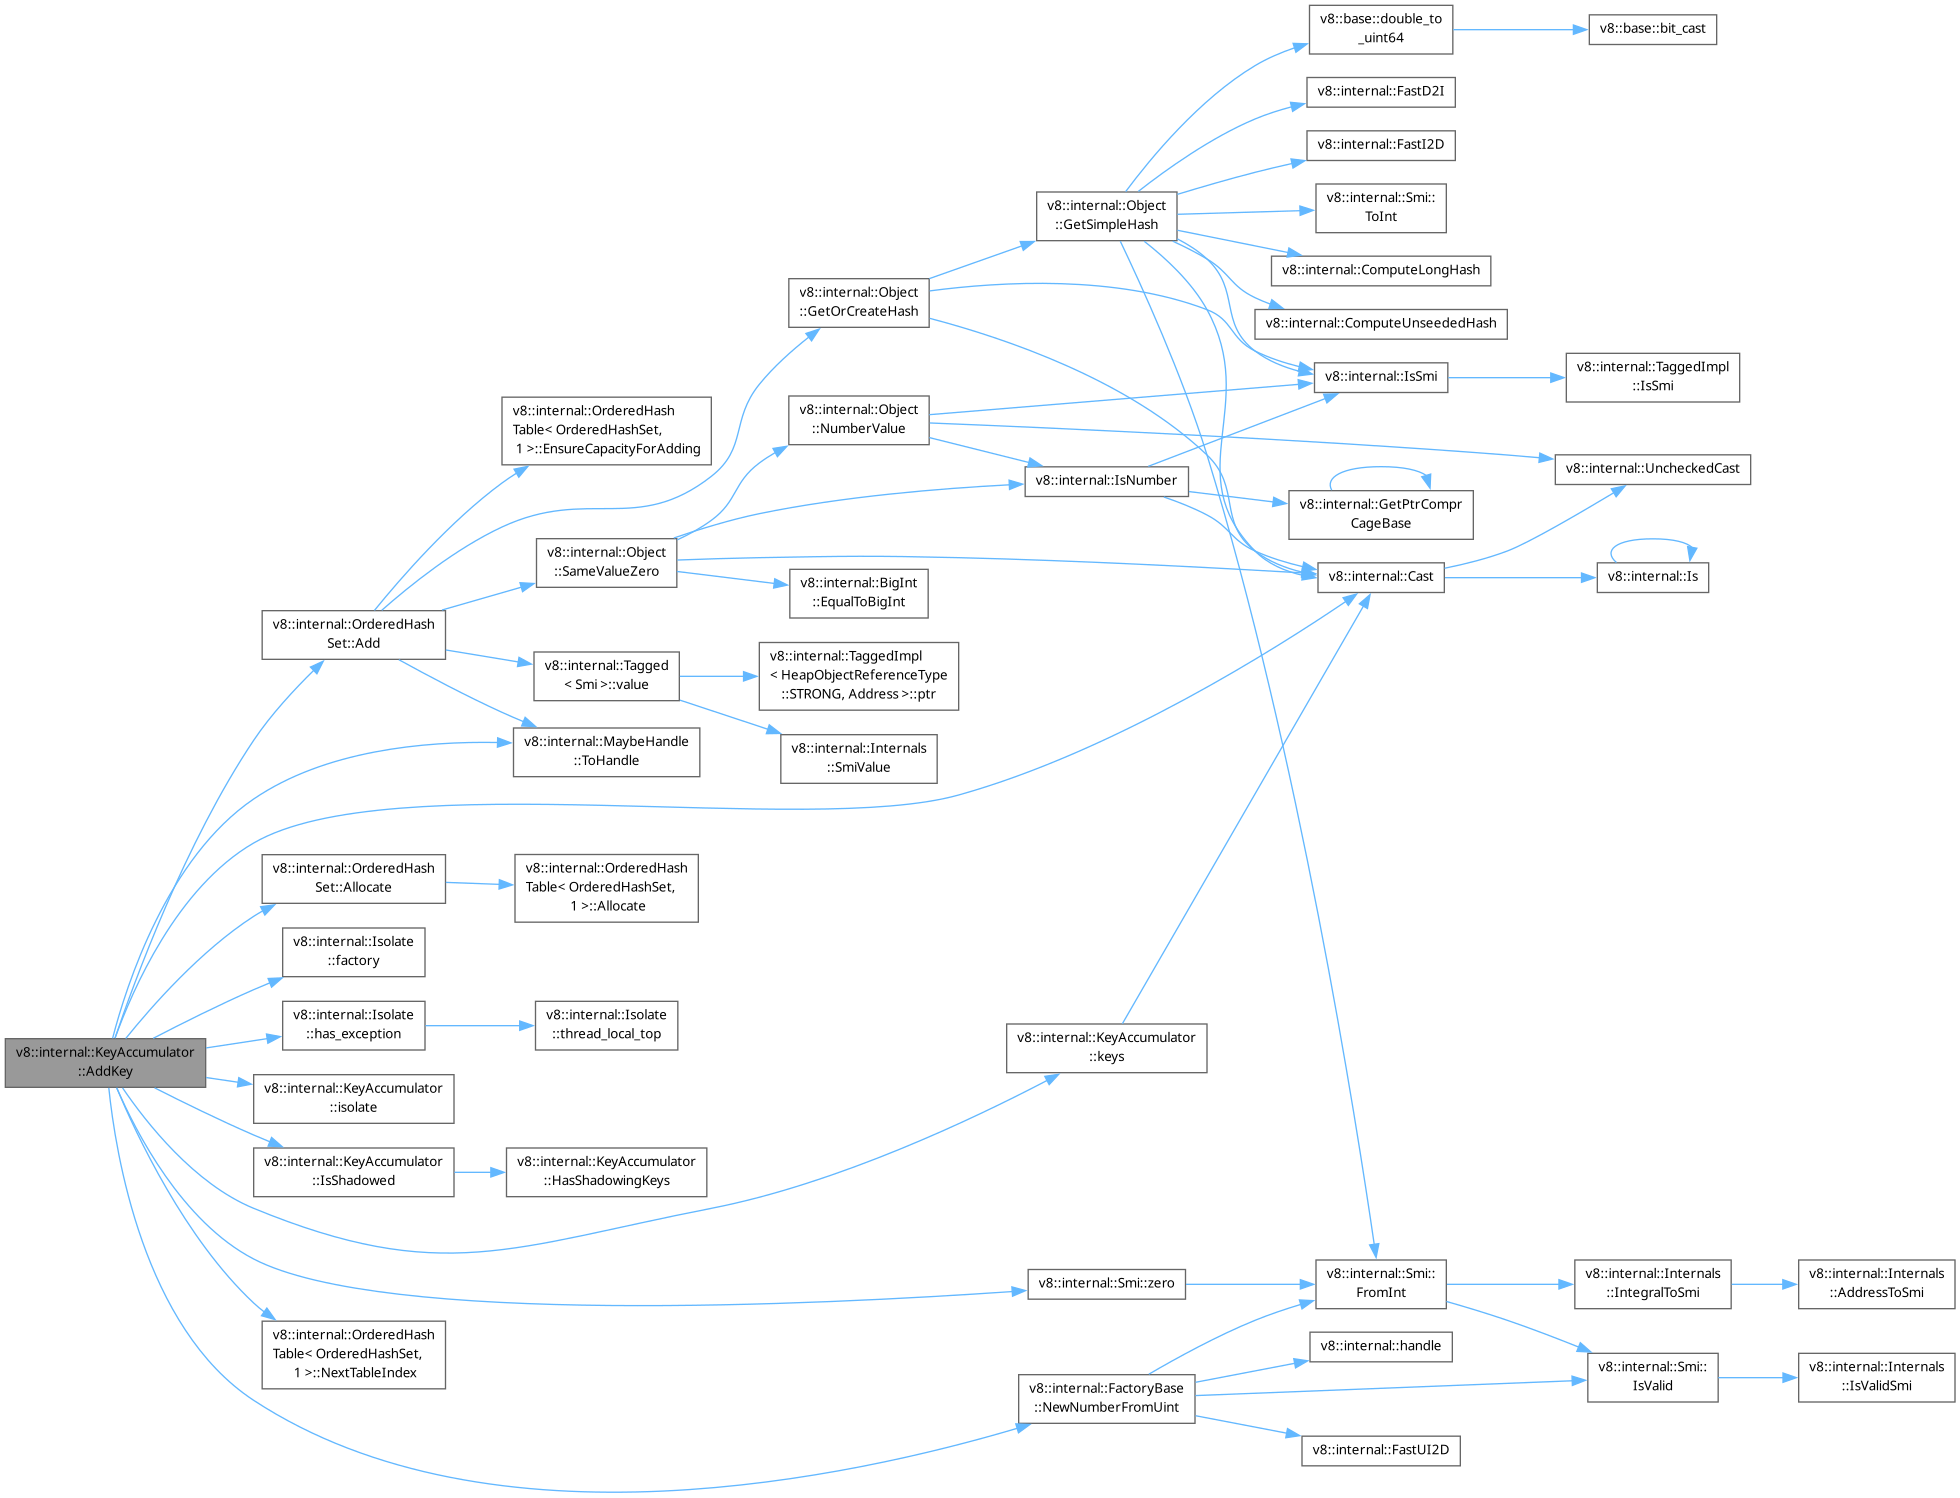 v8::base::double_to
_uint64
v8::base::bit_cast
v8::internal::FastD2I
v8::internal::FastI2D
v8::internal::Smi::
ToInt
v8::internal::Object
::GetSimpleHash
v8::internal::ComputeLongHash
v8::internal::Object
::GetOrCreateHash
v8::internal::ComputeUnseededHash
v8::internal::IsSmi
v8::internal::TaggedImpl
::IsSmi
v8::internal::OrderedHash
Table< OrderedHashSet,
1 >::EnsureCapacityForAdding
v8::internal::Object
::NumberValue
v8::internal::UncheckedCast
v8::internal::IsNumber
v8::internal::GetPtrCompr
CageBase
v8::internal::Object
::SameValueZero
v8::internal::BigInt
::EqualToBigInt
v8::internal::Cast
v8::internal::Is
v8::internal::OrderedHash
Set::Add
v8::internal::Tagged
< Smi >::value
v8::internal::TaggedImpl
< HeapObjectReferenceType
::STRONG, Address >::ptr
v8::internal::MaybeHandle
::ToHandle
v8::internal::Internals
::SmiValue
v8::internal::OrderedHash
Set::Allocate
v8::internal::OrderedHash
Table< OrderedHashSet,
1 >::Allocate
v8::internal::Isolate
::factory
v8::internal::Isolate
::has_exception
v8::internal::Isolate
::thread_local_top
v8::internal::KeyAccumulator
::AddKey
v8::internal::KeyAccumulator
::keys
v8::internal::KeyAccumulator
::isolate
v8::internal::KeyAccumulator
::IsShadowed
v8::internal::KeyAccumulator
::HasShadowingKeys
v8::internal::Smi::zero
v8::internal::Smi::
FromInt
v8::internal::Internals
::IntegralToSmi
v8::internal::Internals
::AddressToSmi
v8::internal::OrderedHash
Table< OrderedHashSet,
1 >::NextTableIndex
v8::internal::handle
v8::internal::Smi::
IsValid
v8::internal::Internals
::IsValidSmi
v8::internal::FactoryBase
::NewNumberFromUint
v8::internal::FastUI2D